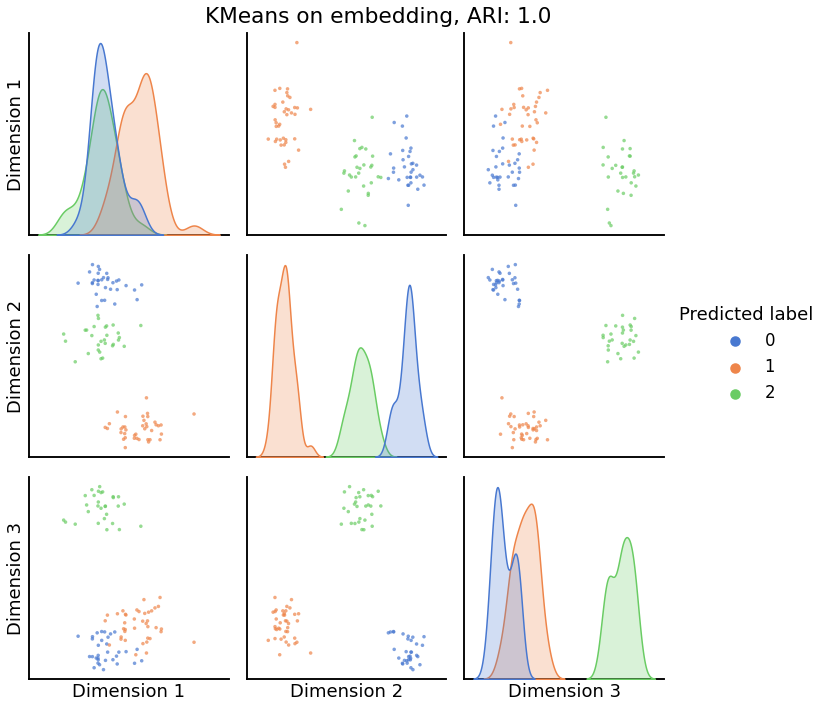 KMeans on embedding, ARI: 1.0
Dimension 1
Dimension 2
Dimension 3
Predicted label
0
1
2
Dimension 1
Dimension 2
Dimension 3